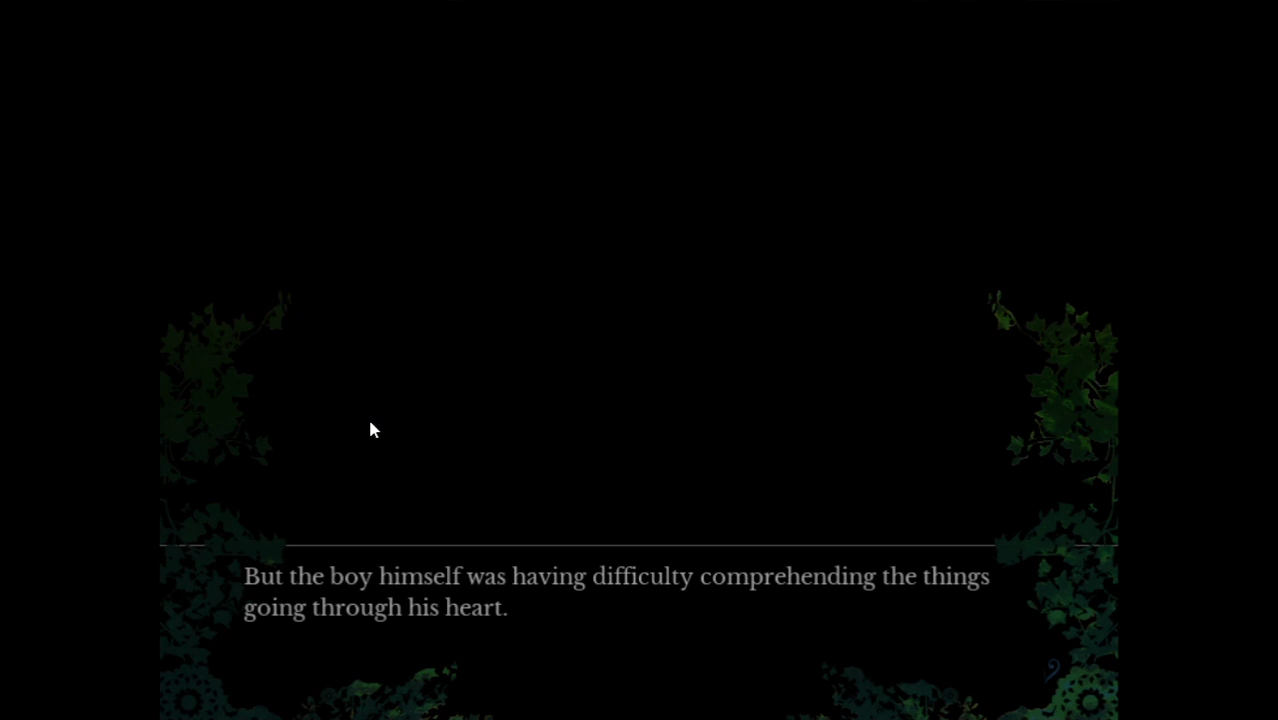 But the boy himself was having difficulty comprehending the things
going through his heart.